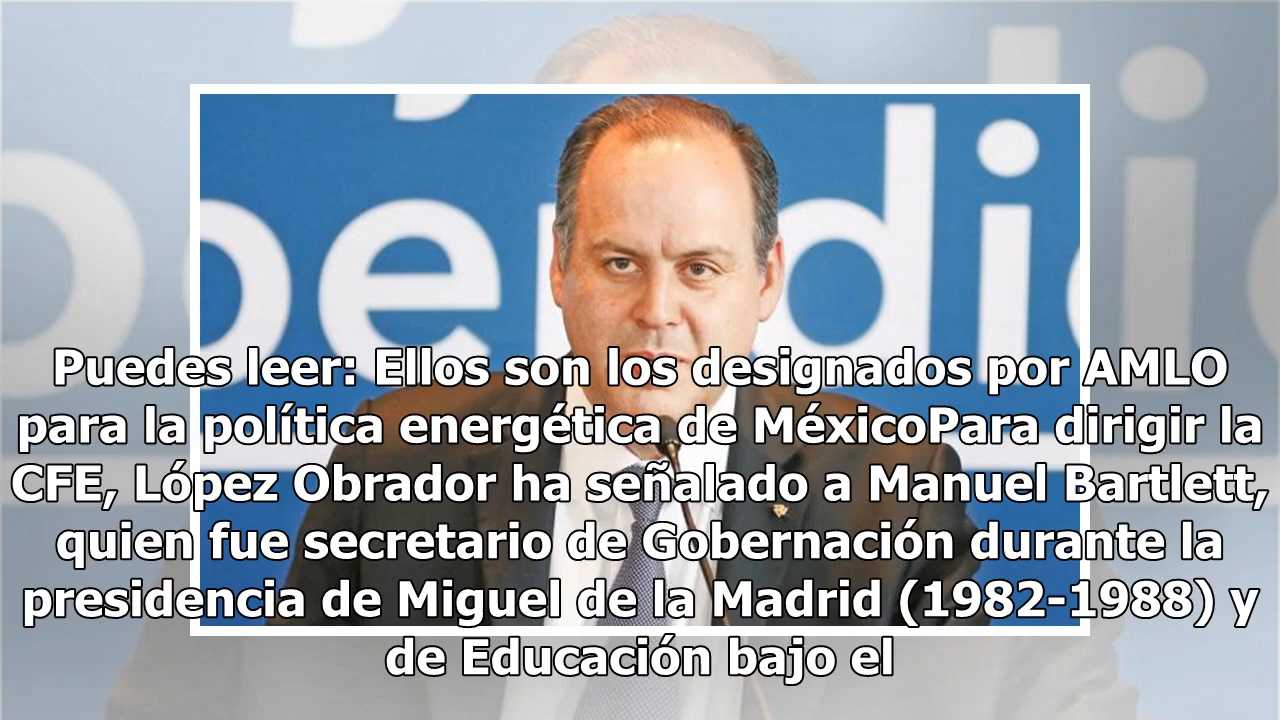 Puedes leer: Ellos son los designados por AMLO
para la política energética de MéxicoPara dirigir la
CFE, López Obrador ha señalado a Manuel Bartlett,
quien fue secretario de Gobernación durante la
presidencia de Miguel de la Madrid (1982-1988) y
de Educación bajo el